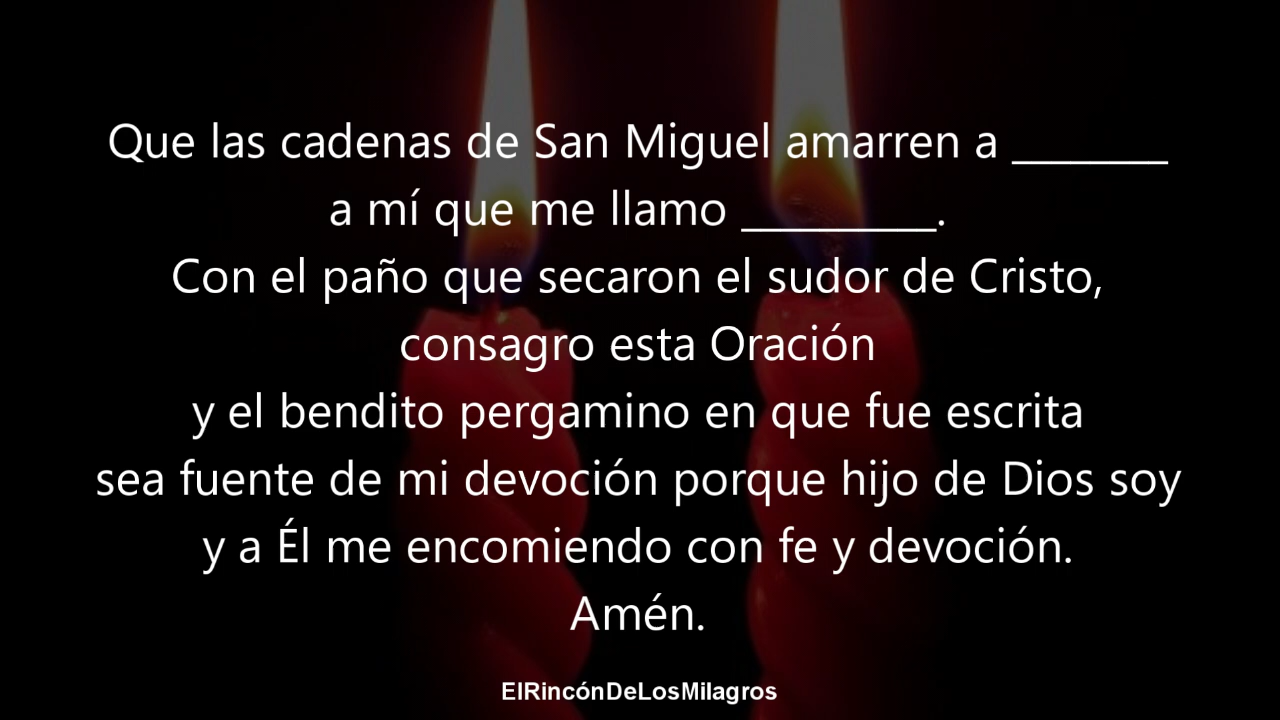 Que las cadenas de San Miguel amarren a ________
a mí que me llamo __________.
Con el paño que secaron el sudor de Cristo,
consagro esta Oración
y el bendito pergamino en que fue escrita
sea fuente de mi devoción porque hijo de Dios soy
y a Él me encomiendo con fe y devoción.
Amén.
ElRincónDeLosMilagros